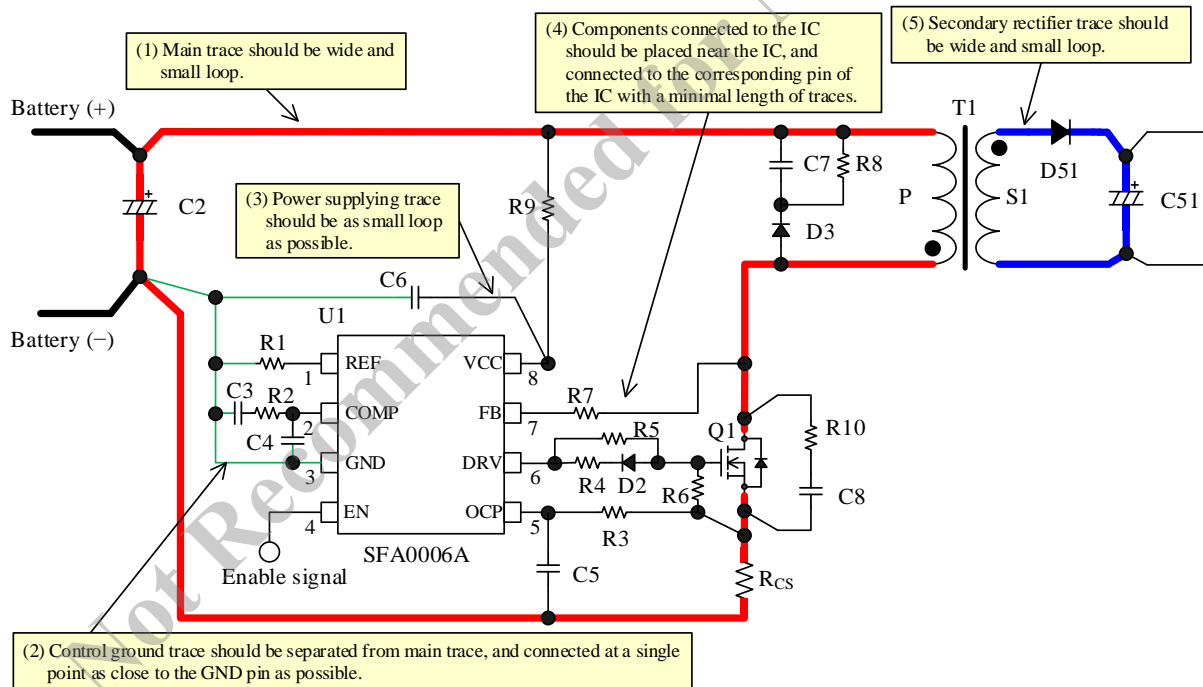 (1) Main trace should be wide and
small loop.
(4) Components connected to the IC
should be placed near the IC, and
connected to the corresponding pin of
the IC with a minimal length of traces.
(5) Secondary rectifier trace should
be wide and small loop.
Battery (+)
T1
C2
(3) Power supplying trace
should be as small loop
as possible.
R9
C7
R8
D3
P
S1
D51
C51
C6
Battery (−)
U1
R1
REF
VCC
1
8
C3
R2
COMP
FB
R7
2
7
C4
GND
DRV
R5
Q1
R10
3
6
R4
D2
R6
C8
EN
OCP
4
5
R3
SFA0006A
Enable signal
C5
RCS
(2) Control ground trace should be separated from main trace, and connected at a single
point as close to the GND pin as possible.
Not Recommended for N